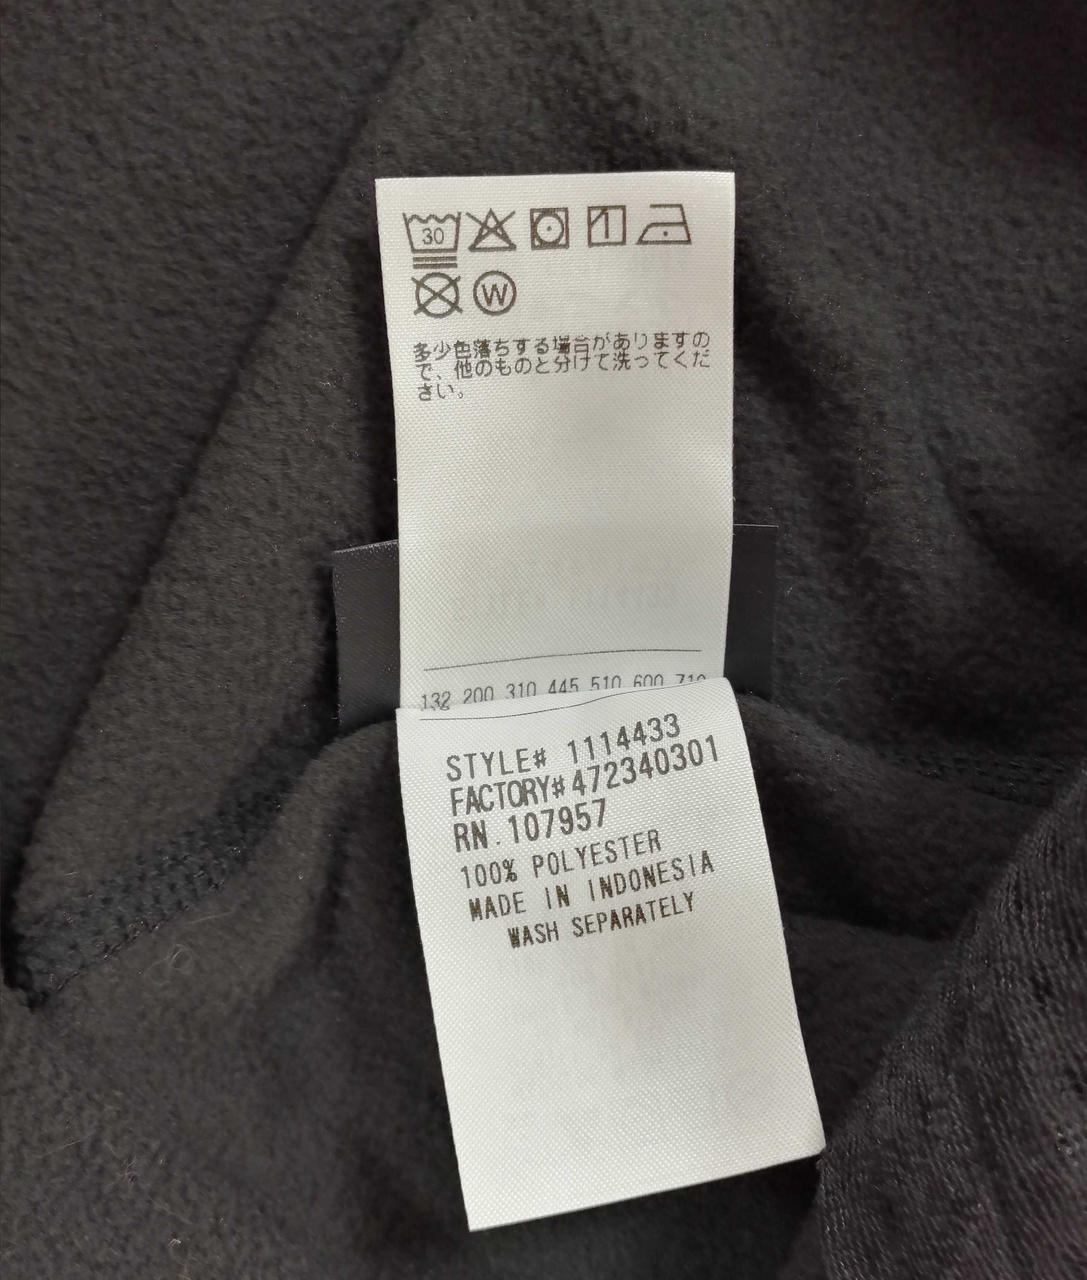 30
W
多少色落ちする場合がありますの
で、他のものと分けて洗ってくだ
さい。
132 200 310 445 510 600 710
STYLE# 1114433
FACTORY#472340301
RN.107957
100% POLYESTER
MADE IN INDONESIA
WASH SEPARATELY